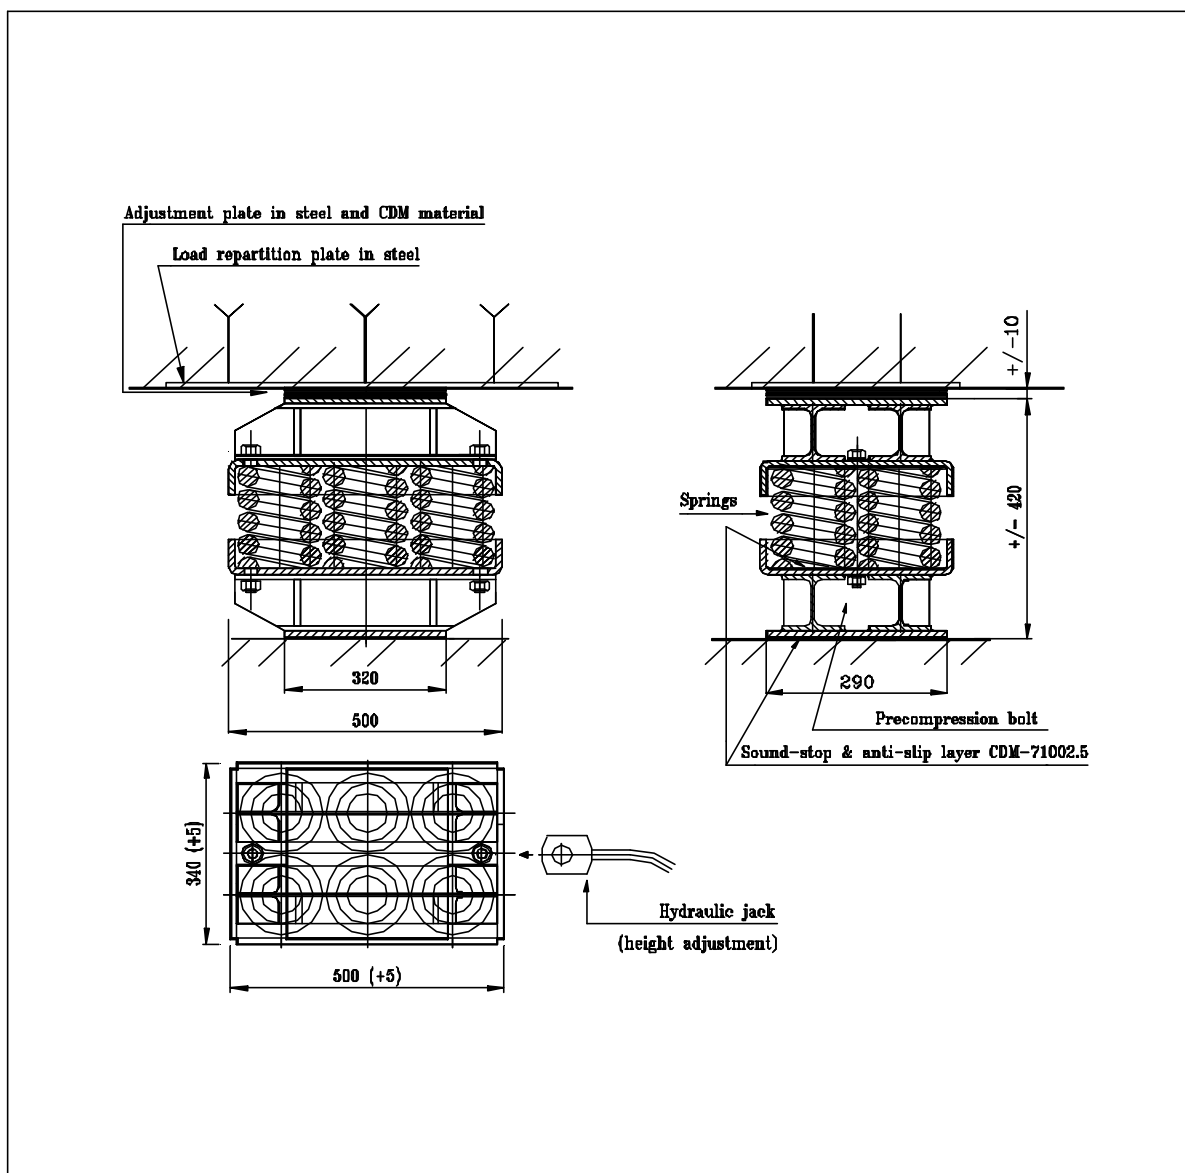 Adjustment plate in steel and CDM material
Load repartition plate in steel
+/-10
Springs
+/- 420
320
500
290
Precompression bolt
Sound-stop & anti-slip layer CDM-71002.5
340 (+5)
Hydraulic jack
(height adjustment)
500 (+5)